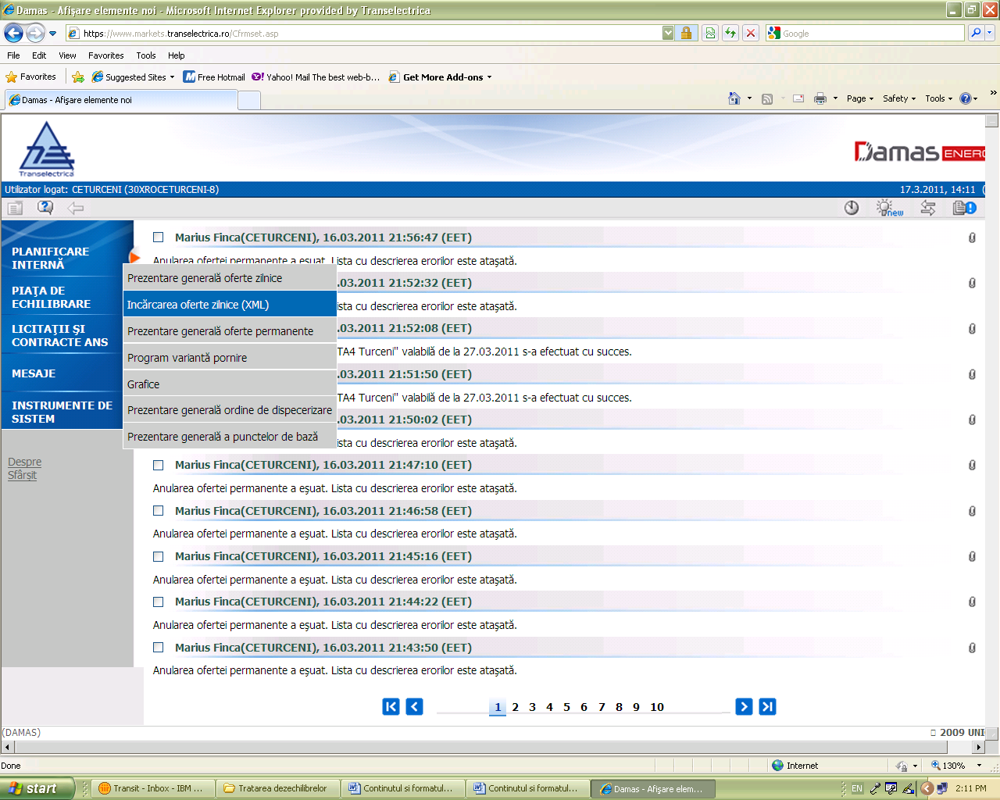 Damas - Afişare elemente noi - Microsoft Internet Explorer provided by Transelectrica
https://www.markets.transelectrica.ro/Cfrmset.asp
Google
File Edit View Favorites Tools Help
Favorites Suggested Sites Free Hotmail Yahoo! Mail The best web-b... Get More Add-ons
Damas - Afişare elemente noi
Page Safety Tools
Transelectrica
Damas ENERG
Utilizator logat: CETURCENI (30XROCETURCENI-8)
17.3.2011, 14:11 (
new
PLANIFICARE
INTERNĂ
PIAŢA DE
ECHILIBRARE
LICITAŢII ŞI
CONTRACTE ANS
MESAJE
INSTRUMENTE DE
SISTEM
Despre
Sfârşit
Prezentare generală oferte zilnice
Incărcarea oferte zilnice (XML)
Prezentare generală oferte permanente
Program variantă pornire
Grafice
Prezentare generală ordine de dispecerizare
Prezentare generală a punctelor de bază
Marius Finca(CETURCENI), 16.03.2011 21:56:47 (EET)
Anularea ofertei permanente a eşuat. Lista cu descrierea erorilor este ataşată.
.03.2011 21:52:32 (EET)
ista cu descrierea erorilor este ataşată.
.03.2011 21:52:08 (EET)
TA4 Turceni" valabilă de la 27.03.2011 s-a efectuat cu succes.
.03.2011 21:51:50 (EET)
TA4 Turceni" valabilă de la 27.03.2011 s-a efectuat cu succes.
.03.2011 21:50:02 (EET)
ista cu descrierea erorilor este ataşată.
Marius Finca(CETURCENI), 16.03.2011 21:47:10 (EET)
Anularea ofertei permanente a eşuat. Lista cu descrierea erorilor este ataşată.
Marius Finca(CETURCENI), 16.03.2011 21:46:58 (EET)
Anularea ofertei permanente a eşuat. Lista cu descrierea erorilor este ataşată.
Marius Finca(CETURCENI), 16.03.2011 21:45:16 (EET)
Anularea ofertei permanente a eşuat. Lista cu descrierea erorilor este ataşată.
Marius Finca(CETURCENI), 16.03.2011 21:44:22 (EET)
Anularea ofertei permanente a eşuat. Lista cu descrierea erorilor este ataşată.
Marius Finca(CETURCENI), 16.03.2011 21:43:50 (EET)
Anularea ofertei permanente a eşuat. Lista cu descrierea erorilor este ataşată.
1 2 3 4 5 6 7 8 9 10
(DAMAS)
2009 UNI
Done
Internet
130%
start
Transit - Inbox - IBM ...
Tratarea dezechilibrelor
Continutul si formatul...
Continutul si formatul...
Damas - Afişare elem...
EN
2:11 PM